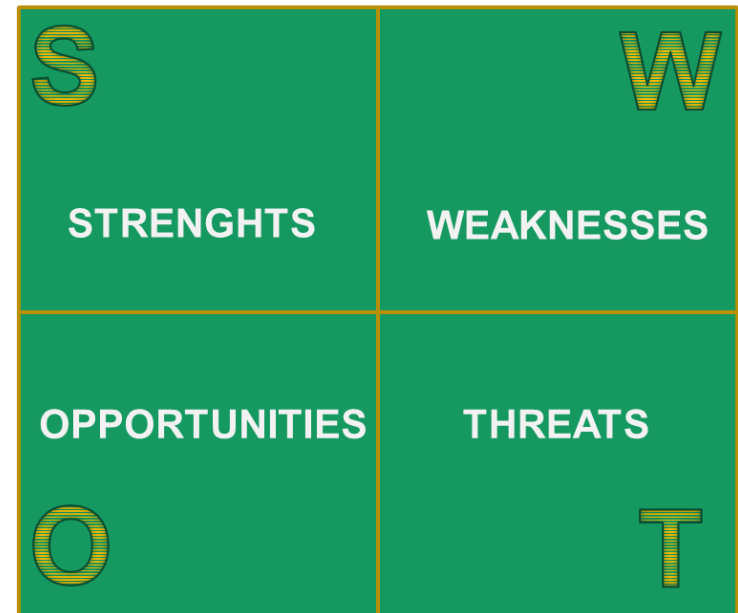 S
W
STRENGHTS
WEAKNESSES
OPPORTUNITIES
THREATS
O
T